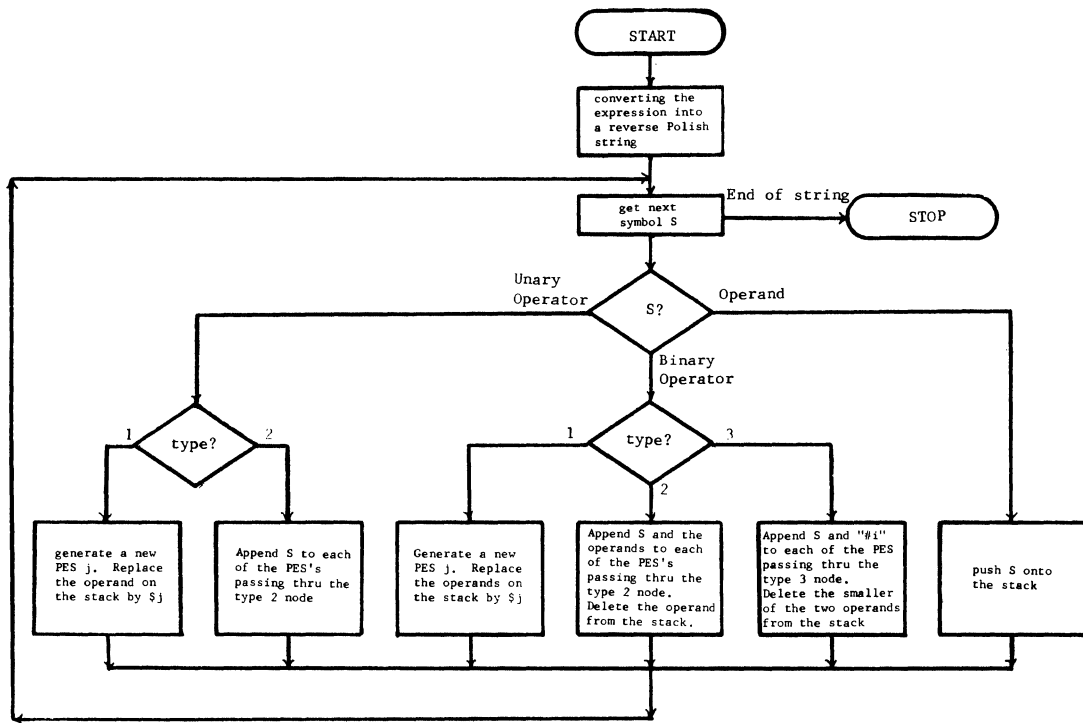 START
converting the
expression into
a reverse Polish
string
get next
symbol S
End of string
STOP
Unary
Operator
S?
Operand
Binary
Operator
1
type?
2
1
type?
3
2
generate a new
PES j. Replace
the operand on
the stack by $j
Append S to each
of the PES's
passing thru the
type 2 node
Generate a new
PES j. Replace
the operands on
the stack by $j
Append S and the
operands to each
of the PES's
passing thru the
type 2 node.
Delete the operand
from the stack.
Append S and "#i"
to each of the PES
passing thru the
type 3 node.
Delete the smaller
of the two operands
from the stack
push S onto
the stack